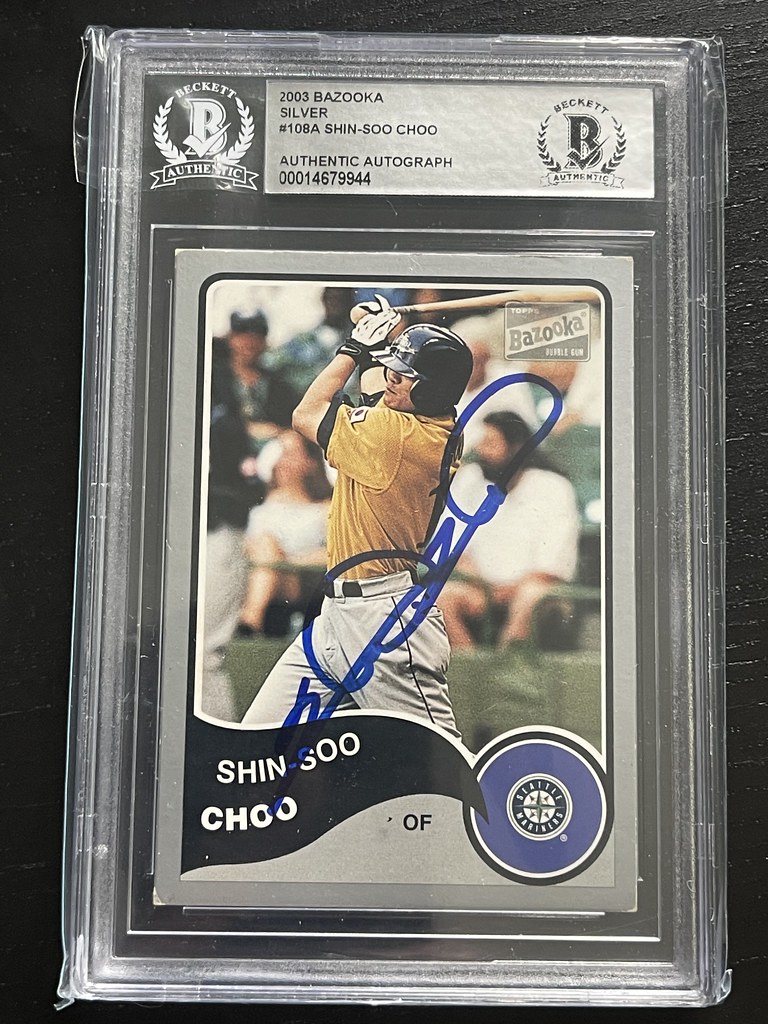 BECKETT
B
AUTHENTIC
2003 BAZOOKA
SILVER
#108A SHIN-SOO CHOO
AUTHENTIC AUTOGRAPH
00014679944
BECKETT
B
AUTHENTIC
TOPPS
Bazooka
BUBBLE GUM
SHIN-SOO
CHOO
OF
SEATTLE
MARINERS
®